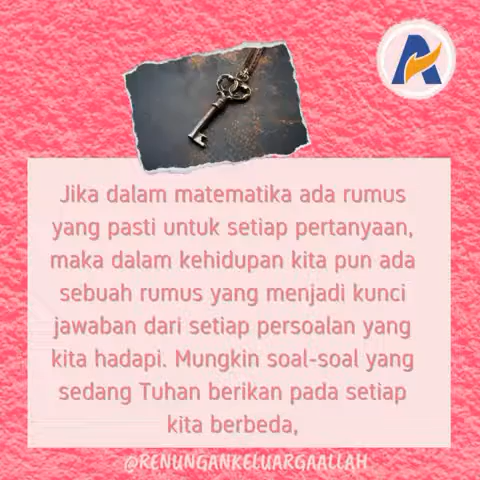 Jika dalam matematika ada rumus
yang pasti untuk setiap pertanyaan,
maka dalam kehidupan kita pun ada
sebuah rumus yang menjadi kunci
jawaban dari setiap persoalan yang
kita hadapi. Mungkin soal-soal yang
sedang Tuhan berikan pada setiap
kita berbeda,
@RENUNGANKELUARGAALLAH